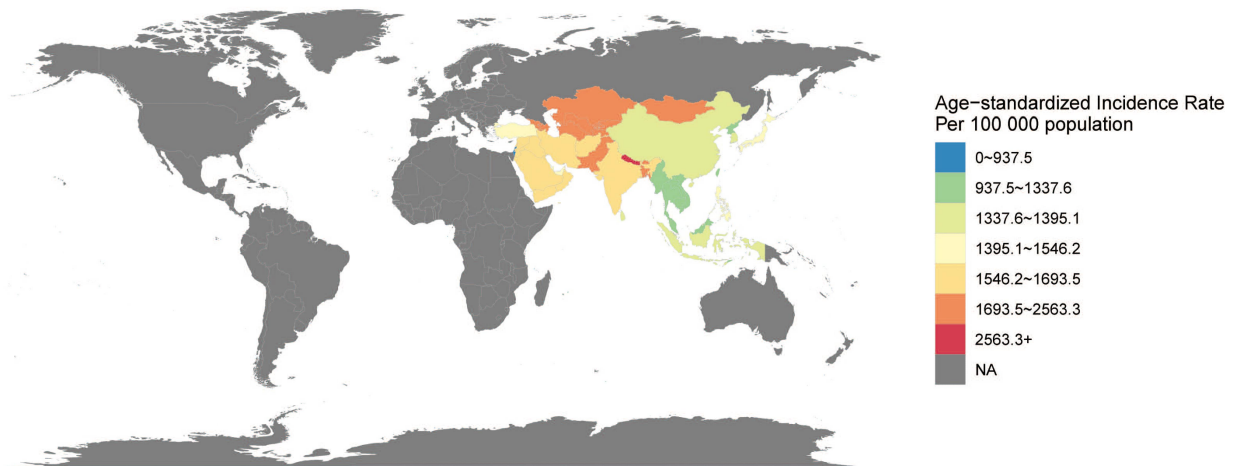 Age−standardized Incidence Rate
Per 100 000 population
0~937.5
937.5~1337.6
1337.6~1395.1
1395.1~1546.2
1546.2~1693.5
1693.5~2563.3
2563.3+
NA